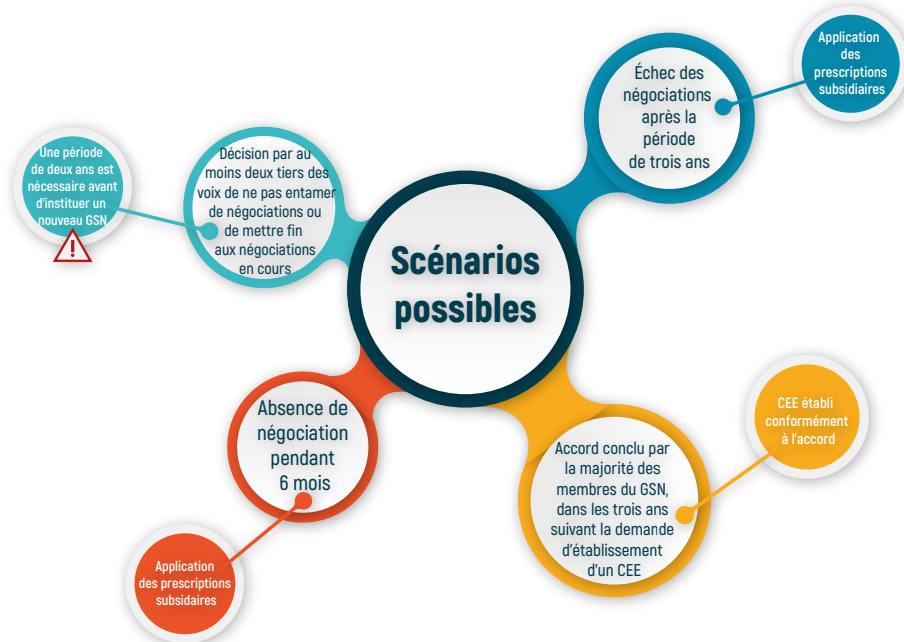 Scénarios
possibles
Échec des
négociations
après la
période
de trois ans
Application
des
prescriptions
subsidiaires
Une période
de deux ans est
nécessaire avant
d'instituer un
nouveau GSN
!
Décision par au
moins deux tiers des
voix de ne pas entamer
de négociations ou
de mettre fin
aux négociations
en cours
Absence de
négociation
pendant
6 mois
Application
des prescriptions
subsidaires
Accord conclu par
la majorité des
membres du GSN,
dans les trois ans
suivant la demande
d'établissement
d'un CEE
CEE établi
conformément
à l'accord